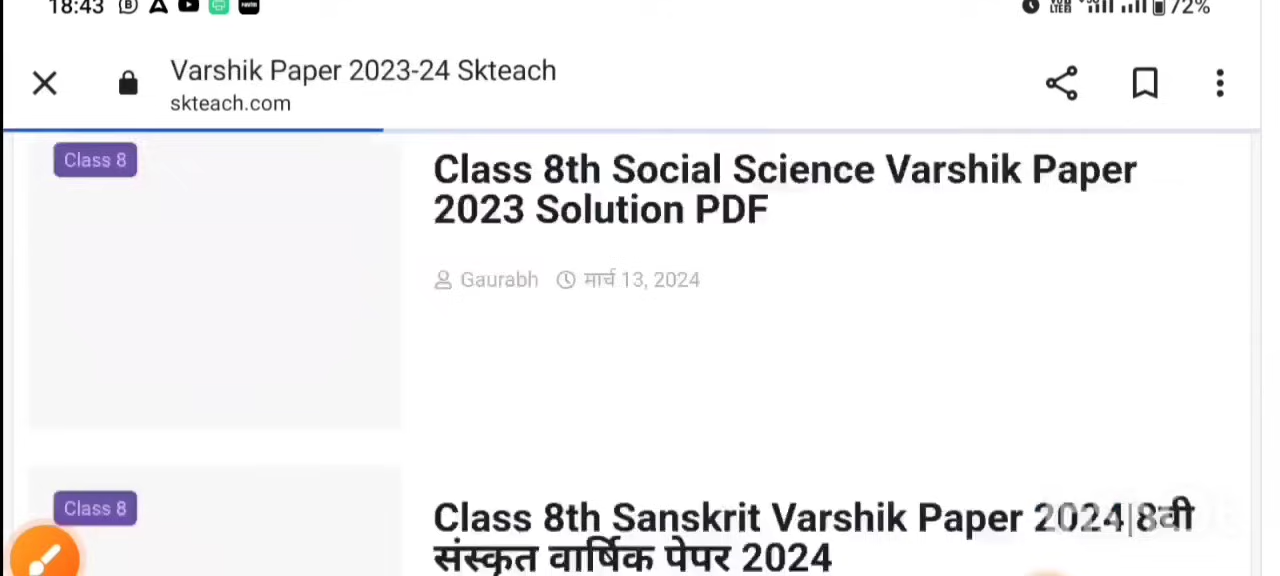 18:43
72%
Varshik Paper 2023-24 Skteach
skteach.com
Class 8
Class 8th Social Science Varshik Paper
2023 Solution PDF
Gaurabh मार्च 13, 2024
Class 8
Class 8th Sanskrit Varshik Paper 2024|8वी
संस्कृत वार्षिक पेपर 2024